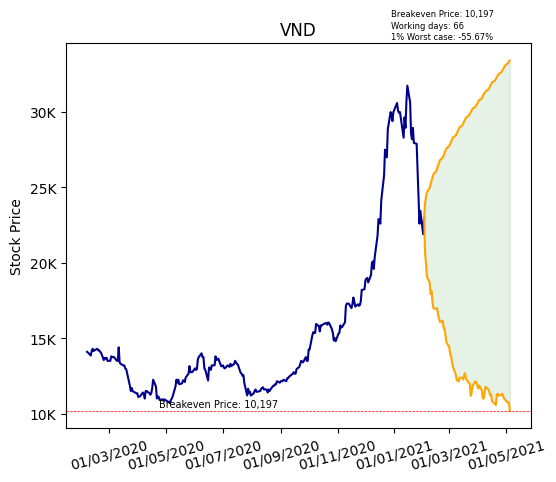 Breakeven Price: 10,197
Working days: 66
1% Worst case: -55.67%
VND
Stock Price
30K
25K
20K
15K
10K
Breakeven Price: 10,197
01/03/2020
01/05/2020
01/07/2020
01/09/2020
01/11/2020
01/01/2021
01/03/2021
01/05/2021